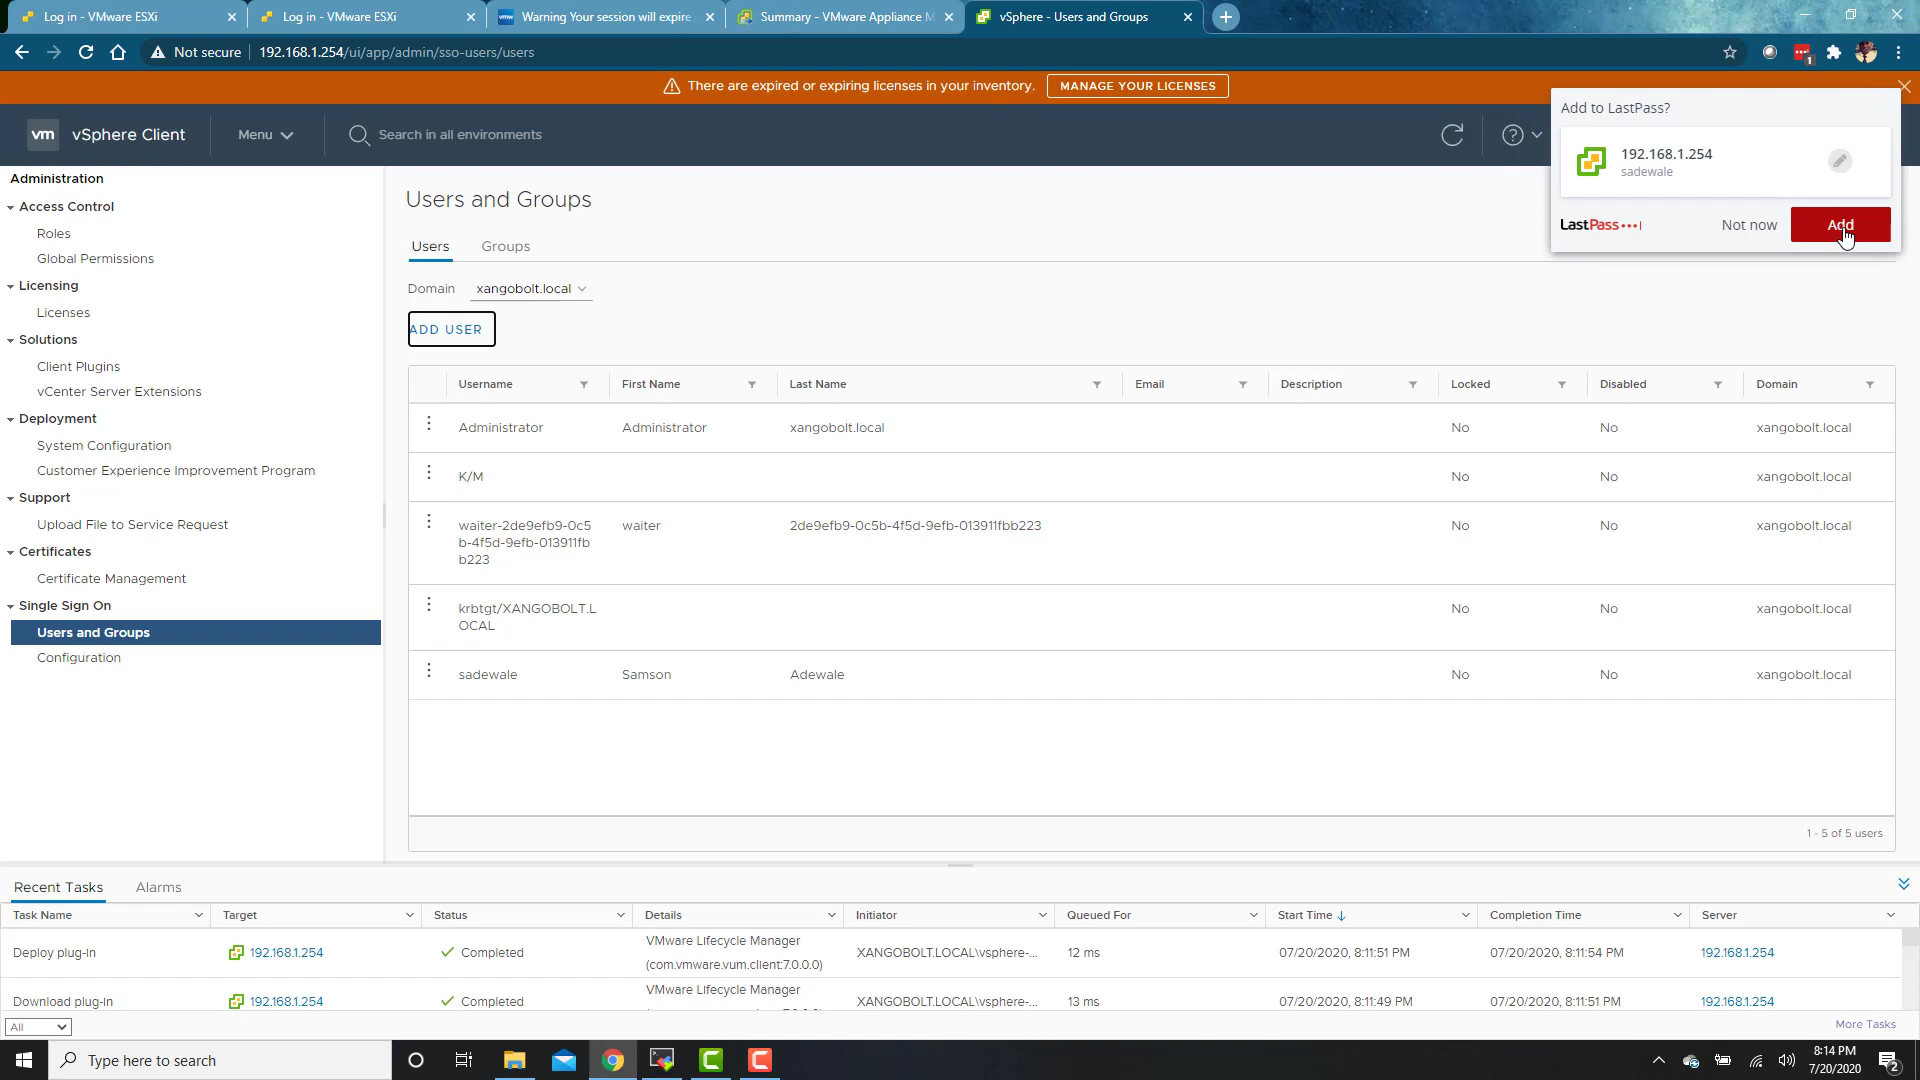 Log in - VMware ESXi
Log in - VMware ESXi
vmw Warning Your session will expire
Summary - VMware Appliance M
vSphere - Users and Groups
Not secure 192.168.1.254/ui/app/admin/sso-users/users
1
There are expired or expiring licenses in your inventory. MANAGE YOUR LICENSES
vm vSphere Client Menu Search in all environments
Add to LastPass?
192.168.1.254
sadewale
LastPass Not now Add
Administration
Access Control
Roles
Global Permissions
Licensing
Licenses
Solutions
Client Plugins
vCenter Server Extensions
Deployment
System Configuration
Customer Experience Improvement Program
Support
Upload File to Service Request
Certificates
Certificate Management
Single Sign On
Users and Groups
Configuration
Users and Groups
Users Groups
Domain xangobolt.local
ADD USER
Username First Name Last Name Email Description Locked Disabled Domain
Administrator Administrator xangobolt.local No No xangobolt.local
K/M No No xangobolt.local
waiter-2de9efb9-0c5 waiter 2de9efb9-0c5b-4f5d-9efb-013911fbb223 No No xangobolt.local
b-4f5d-9efb-013911fb
b223
krbtgt/XANGOBOLT.L No No xangobolt.local
OCAL
sadewale Samson Adewale No No xangobolt.local
1 - 5 of 5 users
Recent Tasks Alarms
Task Name Target Status Details Initiator Queued For Start Time Completion Time Server
Deploy plug-in 192.168.1.254 Completed VMware Lifecycle Manager XANGOBOLT.LOCAL\vsphere-... 12 ms 07/20/2020, 8:11:51 PM 07/20/2020, 8:11:54 PM 192.168.1.254
(com.vmware.vum.client:7.0.0.0)
Download plug-in 192.168.1.254 Completed VMware Lifecycle Manager XANGOBOLT.LOCAL\vsphere-... 13 ms 07/20/2020, 8:11:49 PM 07/20/2020, 8:11:51 PM 192.168.1.254
All
More Tasks
Type here to search
8:14 PM
7/20/2020
2